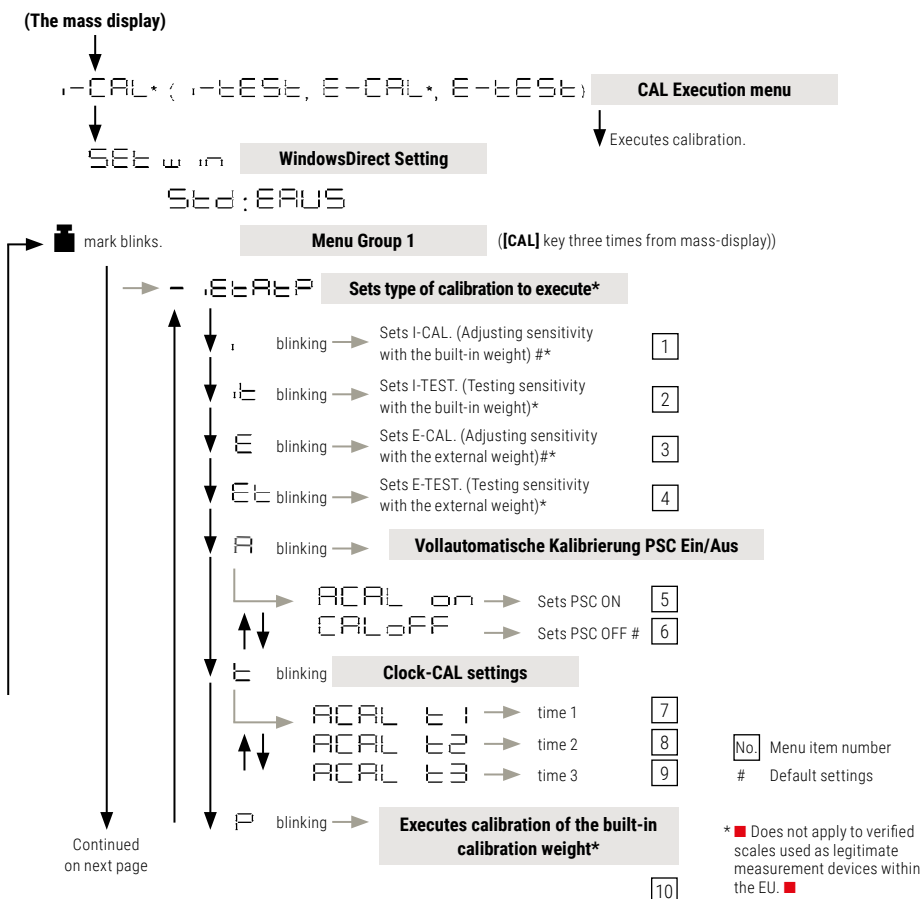 (The mass display)
i-CAL* (i-tESt, E-CAL*, E-tESt) CAL Execution menu
Executes calibration.
SEt win WindowsDirect Setting
Std:EAUS
mark blinks. Menu Group 1 ([CAL] key three times from mass-display))
- iEtAtP Sets type of calibration to execute*
i blinking Sets I-CAL. (Adjusting sensitivity
with the built-in weight) #* 1
it blinking Sets I-TEST. (Testing sensitivity
with the built-in weight)* 2
E blinking Sets E-CAL. (Adjusting sensitivity
with the external weight)#* 3
Et blinking Sets E-TEST. (Testing sensitivity
with the external weight)* 4
A blinking Vollautomatische Kalibrierung PSC Ein/Aus
ACAL on Sets PSC ON 5
CALoFF Sets PSC OFF # 6
t blinking Clock-CAL settings
ACAL t1 time 1 7
ACAL t2 time 2 8
ACAL t3 time 3 9
No. Menu item number
# Default settings
P blinking Executes calibration of the built-in
calibration weight*
10
Continued
on next page
* Does not apply to verified
scales used as legitimate
measurement devices within
the EU.